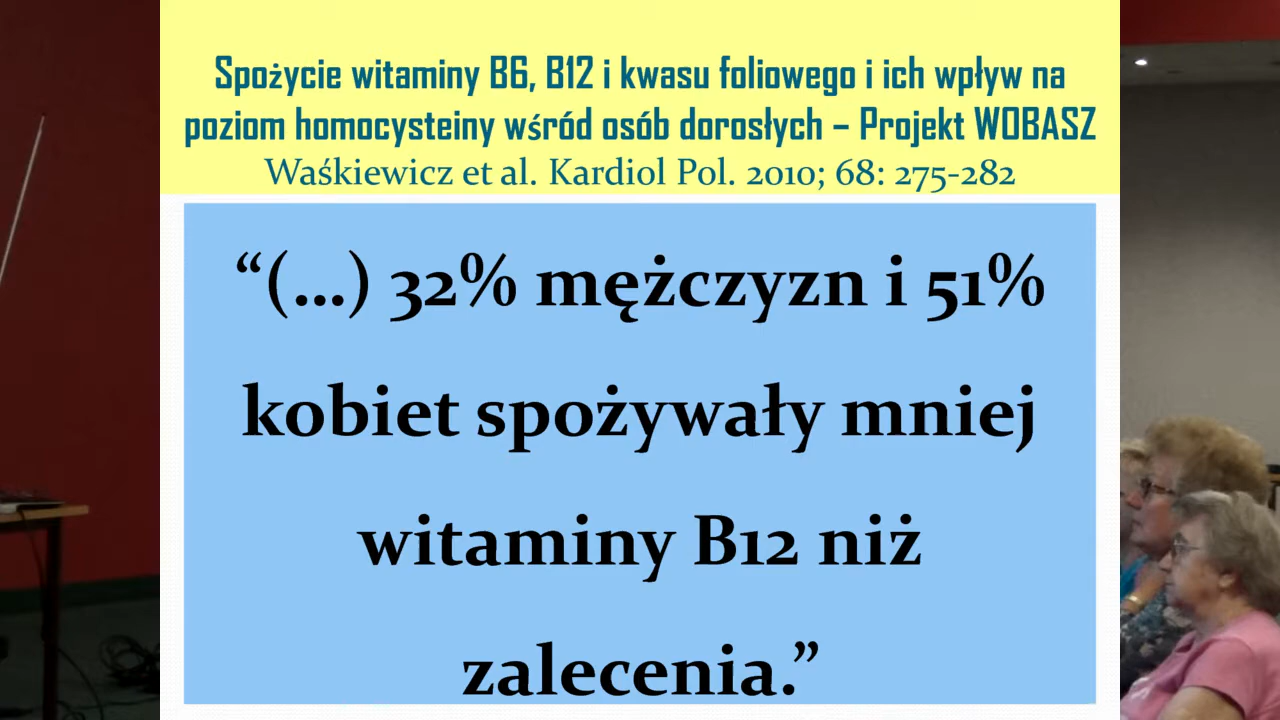 Spożycie witaminy B6, B12 i kwasu foliowego i ich wpływ na
poziom homocysteiny wśród osób dorosłych – Projekt WOBASZ
Waśkiewicz et al. Kardiol Pol. 2010; 68: 275-282
“(...) 32% mężczyzn i 51%
kobiet spożywały mniej
witaminy B12 niż
zalecenia.”